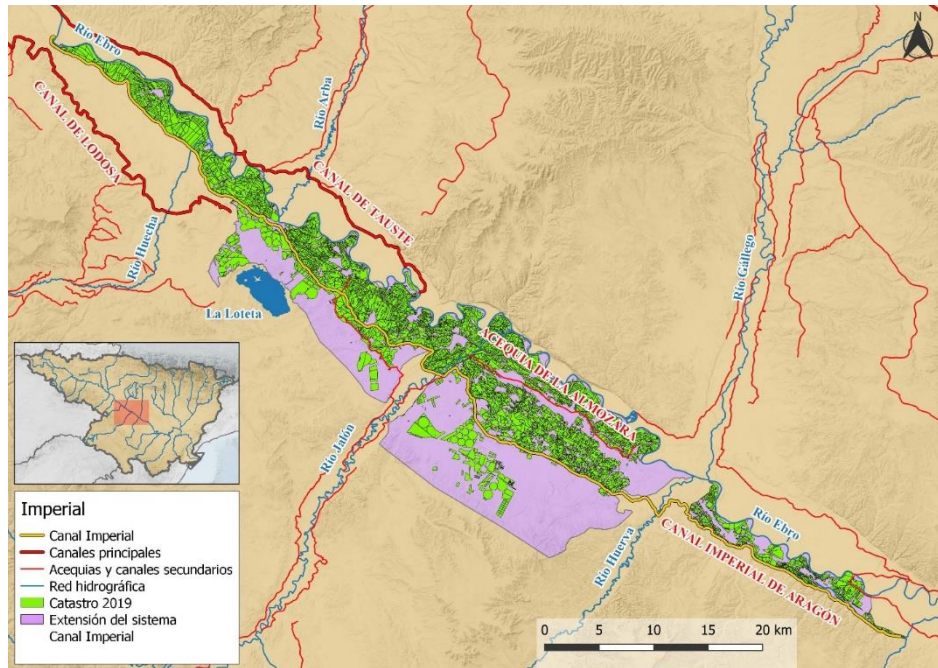 N
Río Ebro
CANAL DE LODOSA
Río Arba
CANAL DE TAUSTE
Río Huecha
La Loteta
Río Gállego
ACEQUIA DE LA ALMOZARA
Río Jalón
Río Ebro
Río Huerva
CANAL IMPERIAL DE ARAGÓN
Imperial
Canal Imperial
Canales principales
Acequias y canales secundarios
Red hidrográfica
Catastro 2019
Extensión del sistema
Canal Imperial
0 5 10 15 20 km